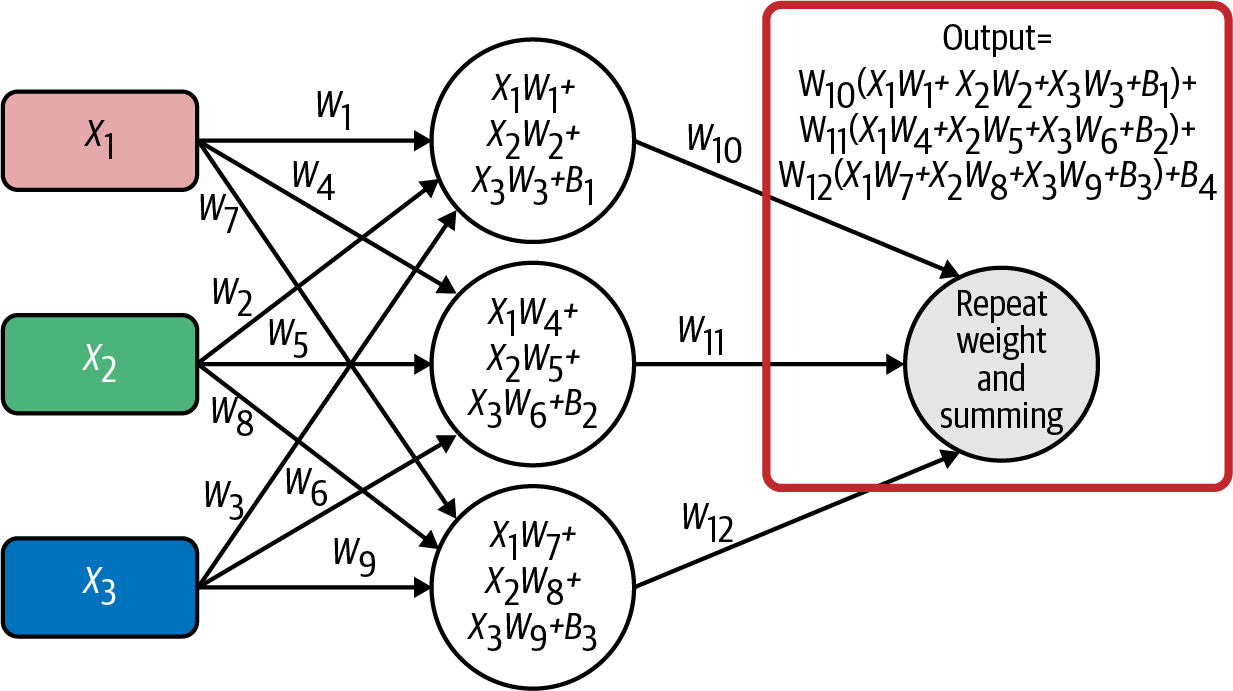 X₁
X₂
X₃
W₁
W₄
W₇
W₂
W₅
W₈
W₃
W₆
W₉
X₁W₁+
X₂W₂+
X₃W₃+B₁
X₁W₄+
X₂W₅+
X₃W₆+B₂
X₁W₇+
X₂W₈+
X₃W₉+B₃
W₁₀
W₁₁
W₁₂
Output=
W₁₀(X₁W₁+ X₂W₂+X₃W₃+B₁)+
W₁₁(X₁W₄+X₂W₅+X₃W₆+B₂)+
W₁₂(X₁W₇+X₂W₈+X₃W₉+B₃)+B₄
Repeat
weight
and
summing